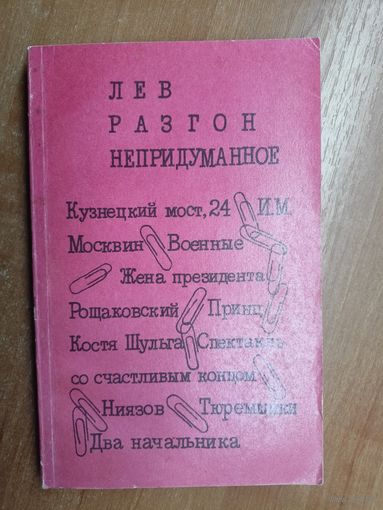 ЛЕВ
РАЗГОН
НЕПРИДУМАННОЕ
Кузнецкий мост, 24 И.М.
Москвин Военные
Жена президента
Рощаковский Принц
Костя Шульга Спектакль
со счастливым концом
Ниязов Тюремщики
Два начальника